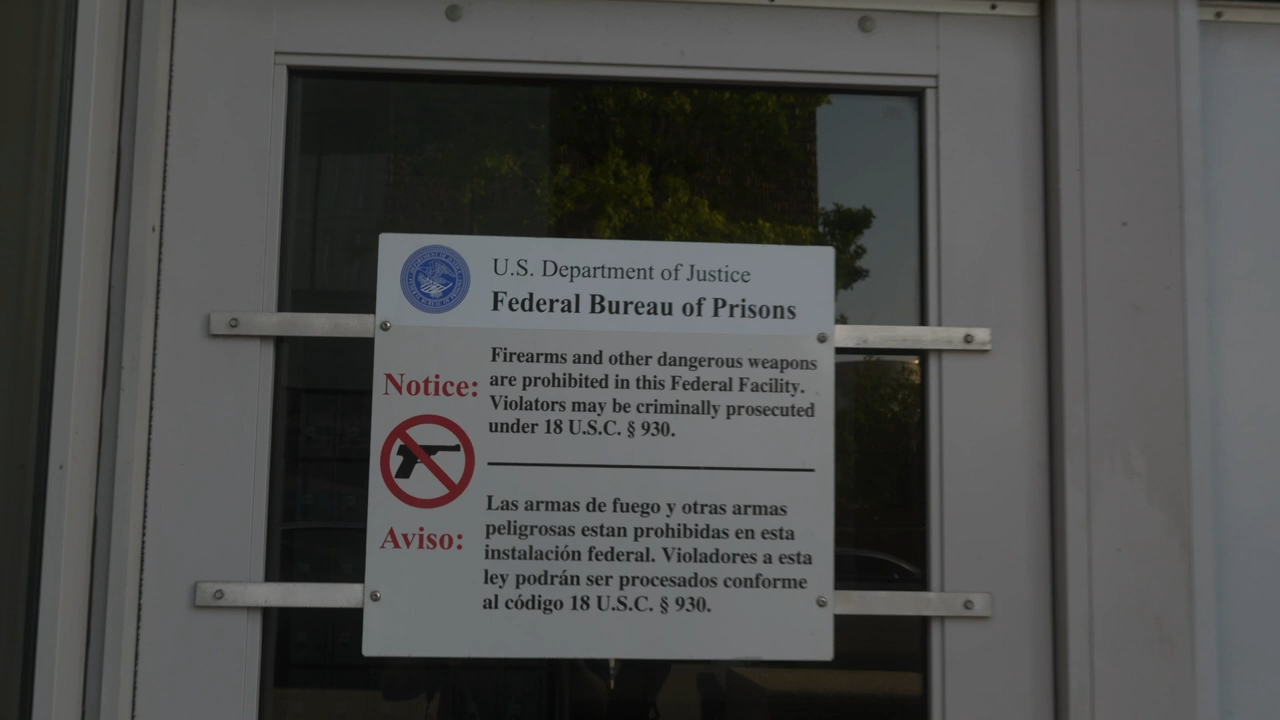 U.S. Department of Justice
Federal Bureau of Prisons
Notice:
Firearms and other dangerous weapons
are prohibited in this Federal Facility.
Violators may be criminally prosecuted
under 18 U.S.C. § 930.
Aviso:
Las armas de fuego y otras armas
peligrosas estan prohibidas en esta
instalación federal. Violadores a esta
ley podrán ser procesados conforme
al código 18 U.S.C. § 930.